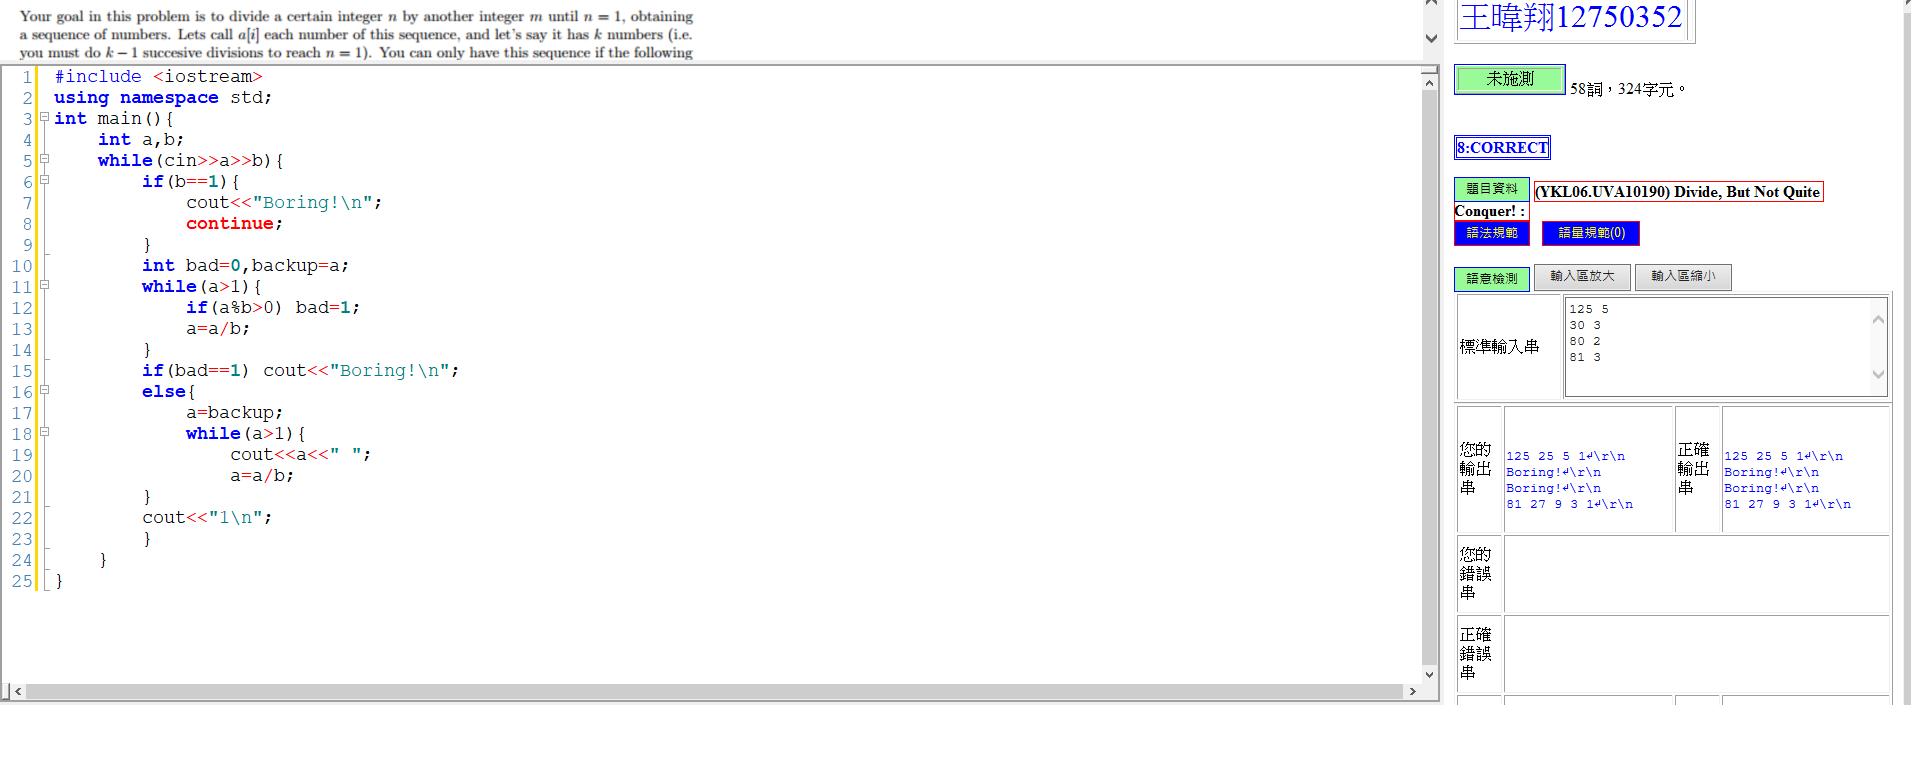 Your goal in this problem is to divide a certain integer n by another integer m until n = 1, obtaining
a sequence of numbers. Lets call a[i] each number of this sequence, and let's say it has k numbers (i.e.
you must do k − 1 succesive divisions to reach n = 1). You can only have this sequence if the following
1 #include <iostream>
2 using namespace std;
3 int main(){
4     int a,b;
5     while(cin>>a>>b){
6         if(b==1){
7             cout<<"Boring!\n";
8             continue;
9         }
10         int bad=0,backup=a;
11         while(a>1){
12             if(a%b>0) bad=1;
13             a=a/b;
14         }
15         if(bad==1) cout<<"Boring!\n";
16         else{
17             a=backup;
18             while(a>1){
19                 cout<<a<<" ";
20                 a=a/b;
21         }
22         cout<<"1\n";
23         }
24     }
25 }
王暐翔12750352
未施測 58詞，324字元。
8:CORRECT
題目資料 (YKL06.UVA10190) Divide, But Not Quite
Conquer! :
語法規範 語量規範(0)
語意檢測 輸入區放大 輸入區縮小
標準輸入串
125 5
30 3
80 2
81 3
您的
輸出
串
125 25 5 1↵\r\n
Boring!↵\r\n
Boring!↵\r\n
81 27 9 3 1↵\r\n
正確
輸出
串
125 25 5 1↵\r\n
Boring!↵\r\n
Boring!↵\r\n
81 27 9 3 1↵\r\n
您的
錯誤
串
正確
錯誤
串